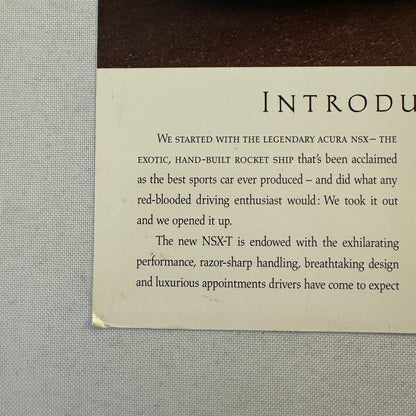 INTRODU
WE STARTED WITH THE LEGENDARY ACURA NSX – THE
EXOTIC, HAND-BUILT ROCKET SHIP that's been acclaimed
as the best sports car ever produced – and did what any
red-blooded driving enthusiast would: We took it out
and we opened it up.
The new NSX-T is endowed with the exhilarating
performance, razor-sharp handling, breathtaking design
and luxurious appointments drivers have come to expect